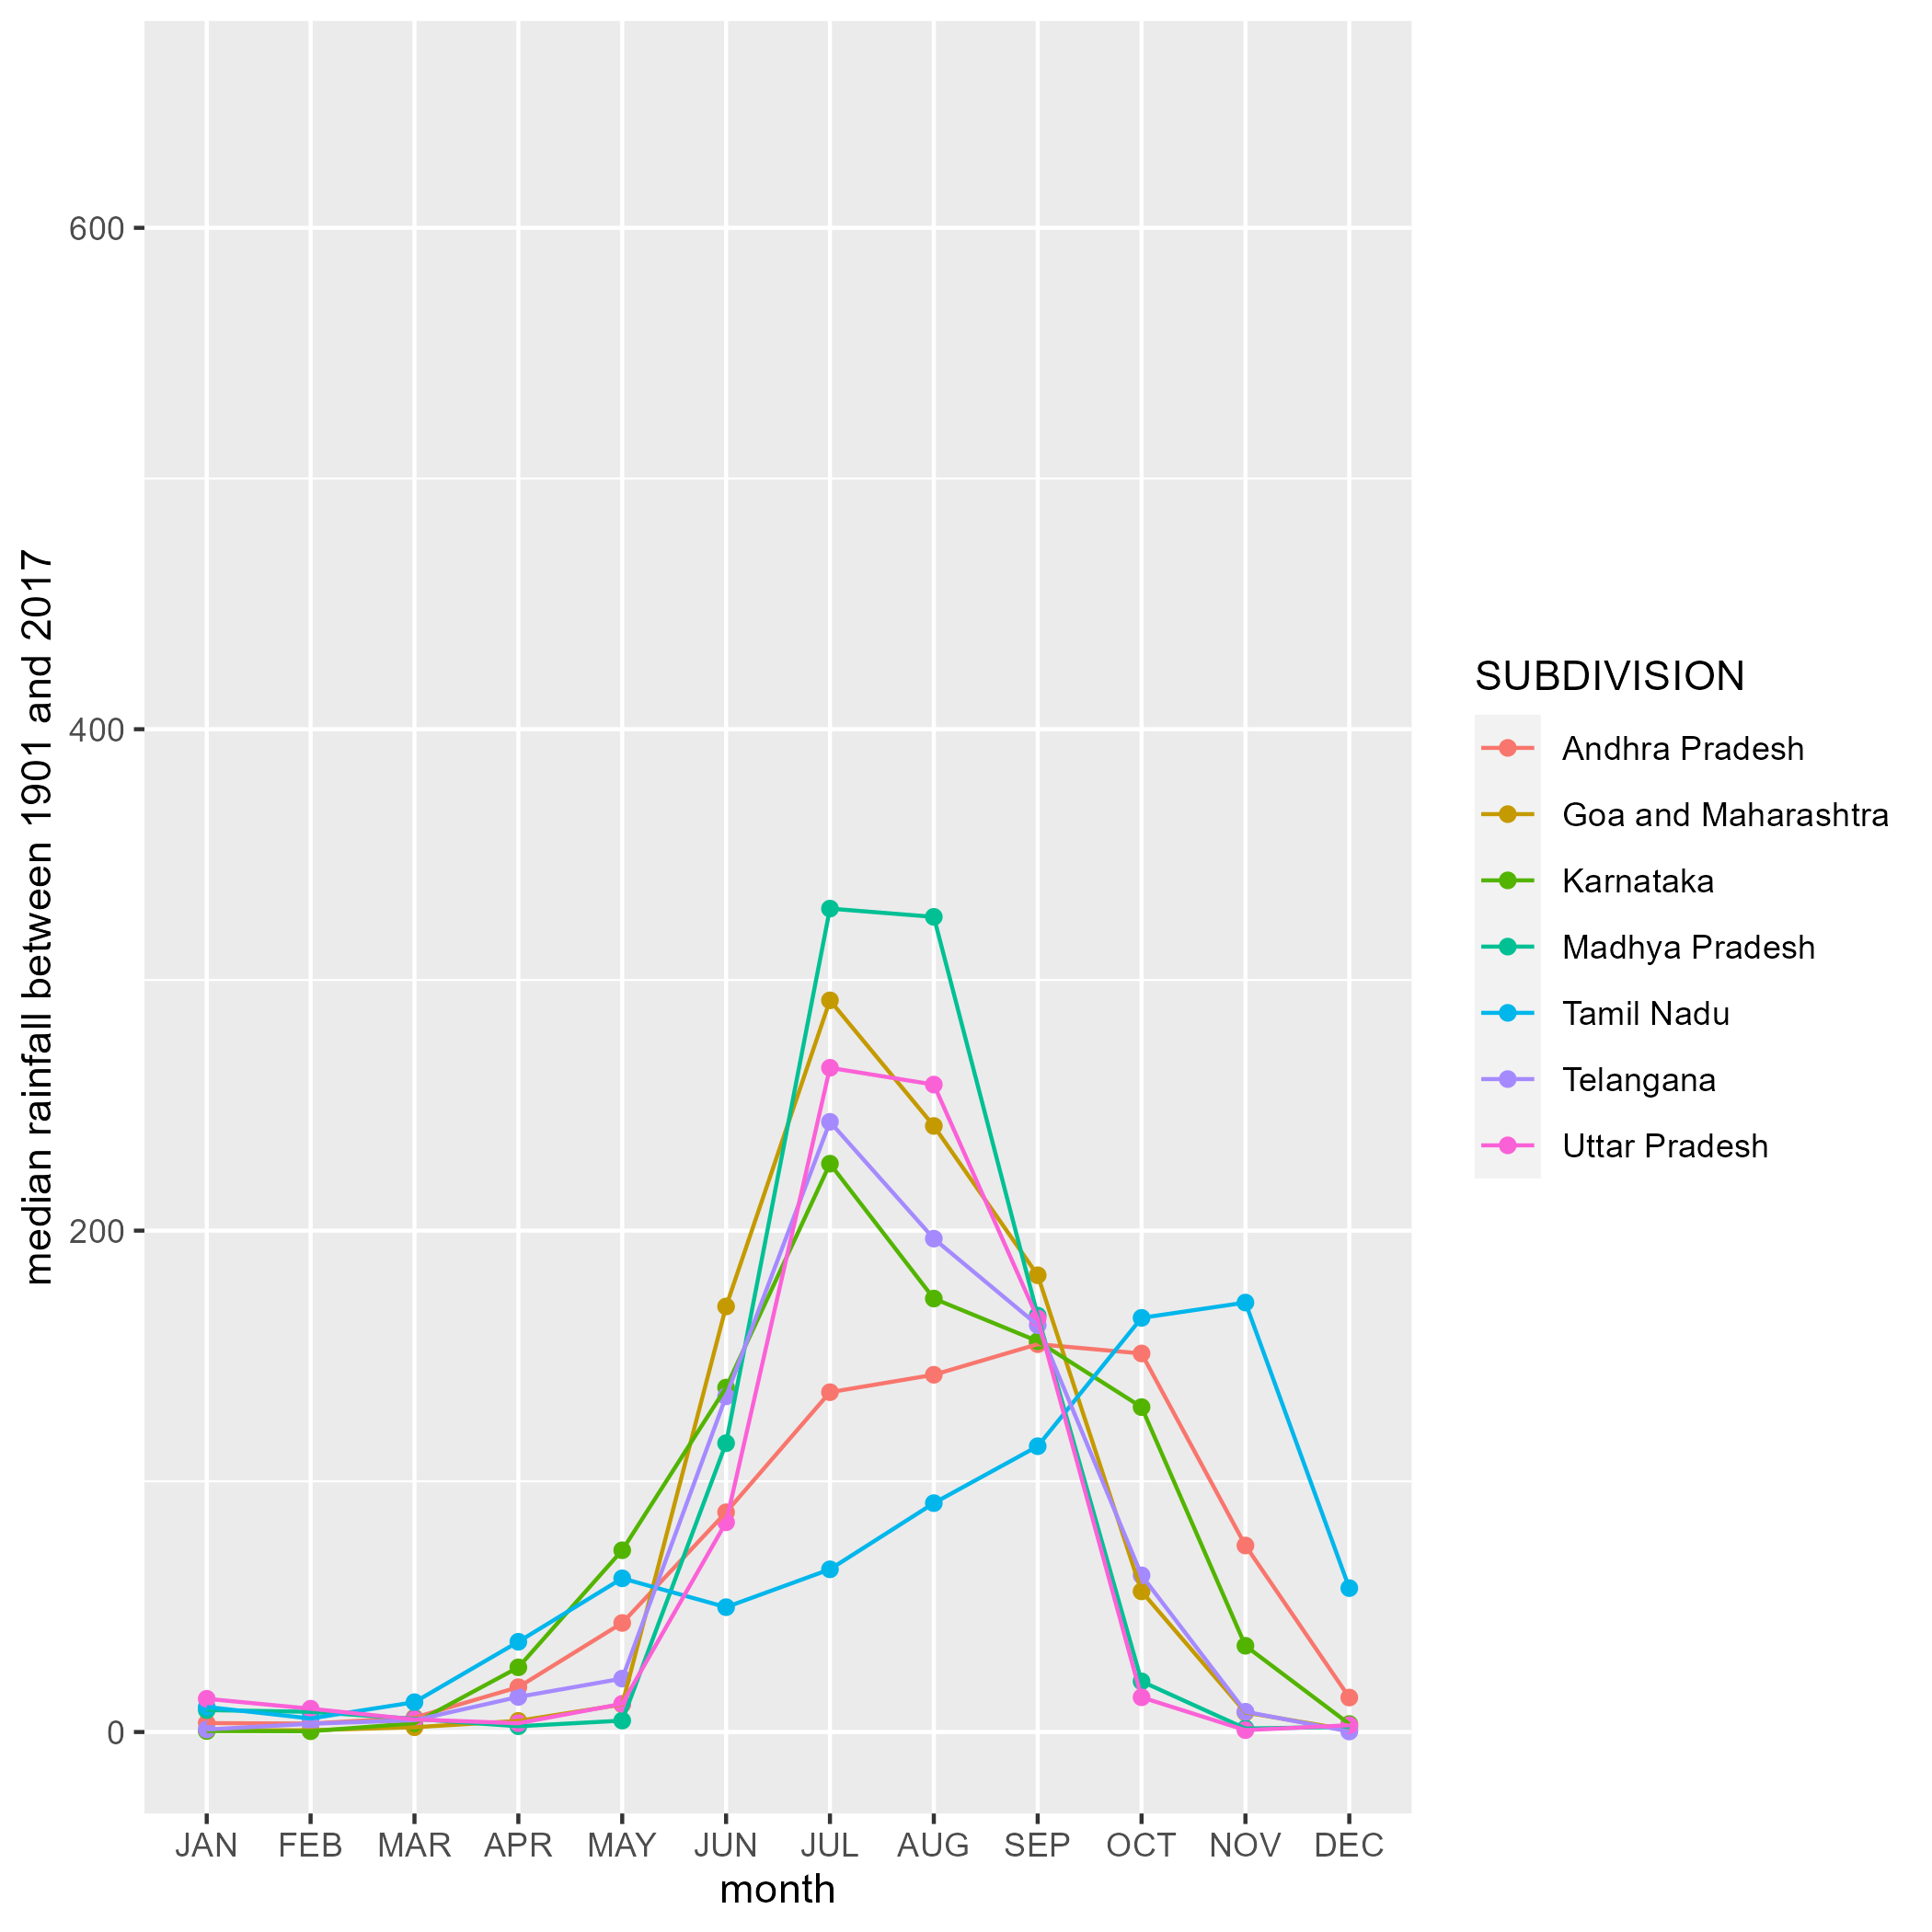 600
400
200
0
median rainfall between 1901 and 2017
JAN FEB MAR APR MAY JUN JUL AUG SEP OCT NOV DEC
month
SUBDIVISION
Andhra Pradesh
Goa and Maharashtra
Karnataka
Madhya Pradesh
Tamil Nadu
Telangana
Uttar Pradesh